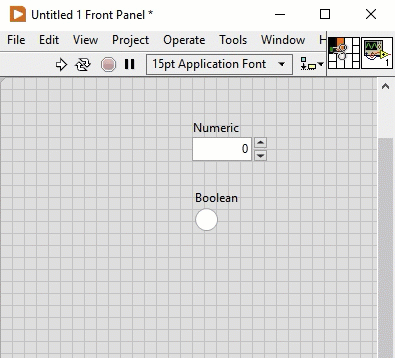 Untitled 1 Front Panel *
File Edit View Project Operate Tools Window H
15pt Application Font
1
Numeric
0
Boolean